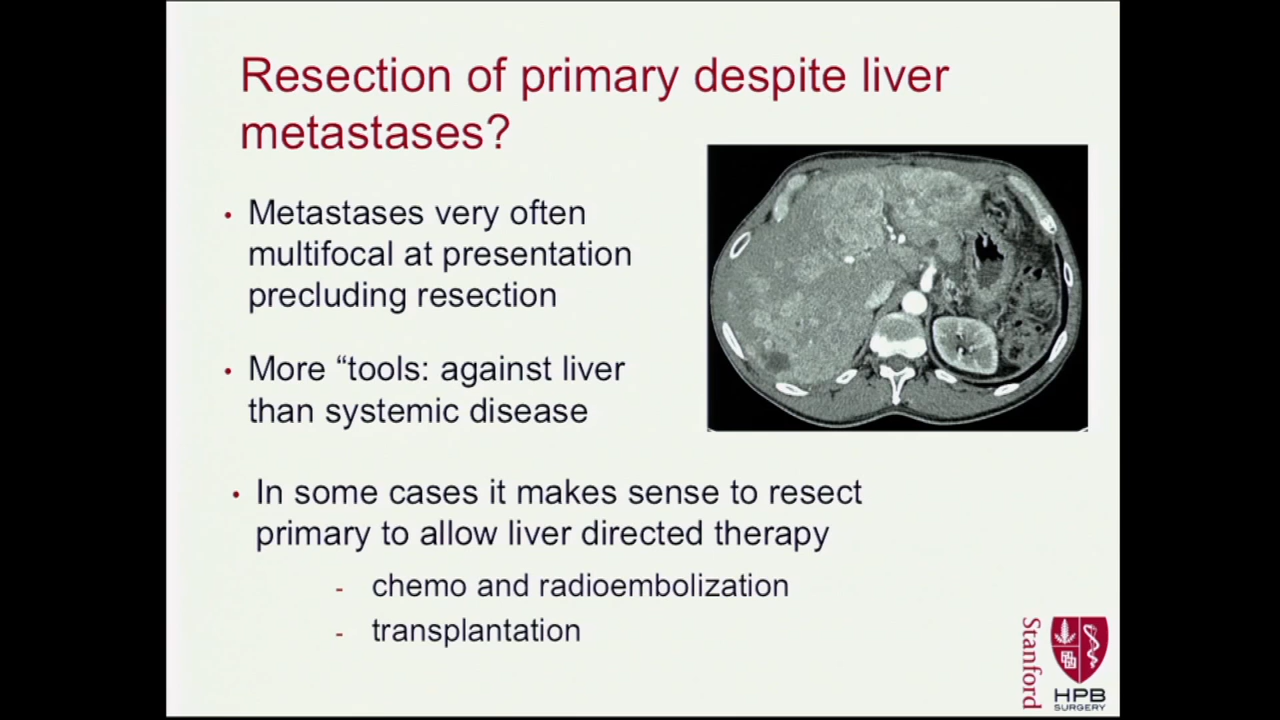 Resection of primary despite liver
metastases?
• Metastases very often
multifocal at presentation
precluding resection
• More “tools: against liver
than systemic disease
• In some cases it makes sense to resect
primary to allow liver directed therapy
- chemo and radioembolization
- transplantation
Stanford
HPB
SURGERY